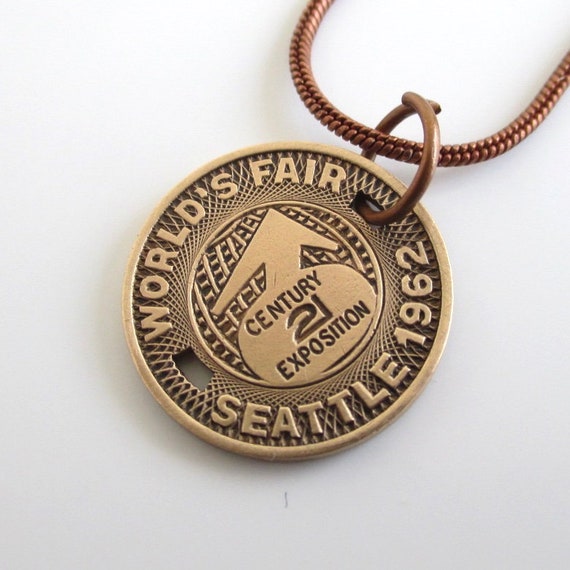 WORLD'S FAIR
SEATTLE 1962
CENTURY
21
EXPOSITION